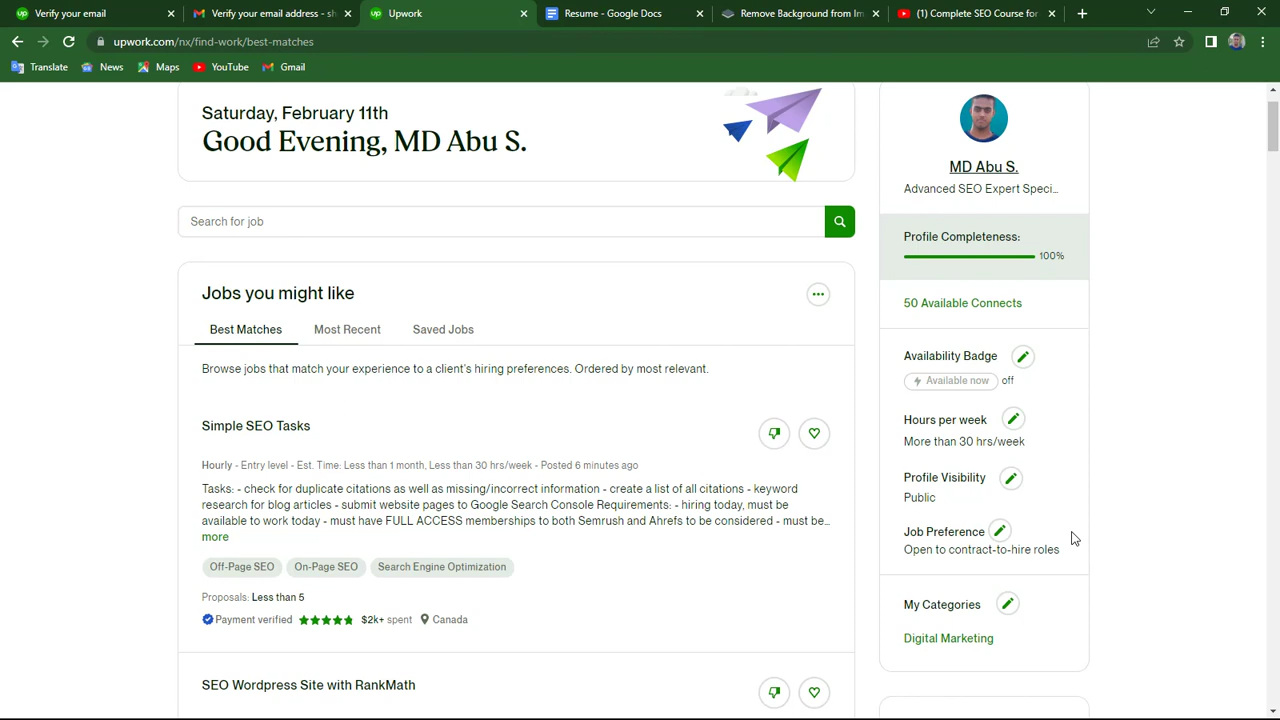 Verify your email
Verify your email address - sh
Upwork
Resume - Google Docs
Remove Background from Im
(1) Complete SEO Course for
upwork.com/nx/find-work/best-matches
Translate
News
Maps
YouTube
Gmail
Saturday, February 11th
Good Evening, MD Abu S.
Search for job
Jobs you might like
Best Matches
Most Recent
Saved Jobs
Browse jobs that match your experience to a client's hiring preferences. Ordered by most relevant.
Simple SEO Tasks
Hourly - Entry level - Est. Time: Less than 1 month, Less than 30 hrs/week - Posted 6 minutes ago
Tasks: - check for duplicate citations as well as missing/incorrect information - create a list of all citations - keyword
research for blog articles - submit website pages to Google Search Console Requirements: - hiring today, must be
available to work today - must have FULL ACCESS memberships to both Semrush and Ahrefs to be considered - must be...
more
Off-Page SEO
On-Page SEO
Search Engine Optimization
Proposals: Less than 5
Payment verified
$2k+ spent
Canada
SEO Wordpress Site with RankMath
MD Abu S.
Advanced SEO Expert Speci...
Profile Completeness:
100%
50 Available Connects
Availability Badge
Available now
off
Hours per week
More than 30 hrs/week
Profile Visibility
Public
Job Preference
Open to contract-to-hire roles
My Categories
Digital Marketing